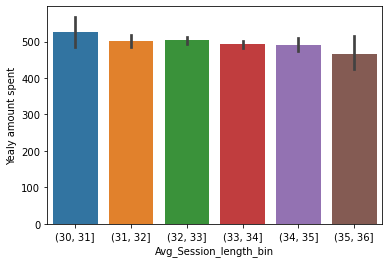 Yealy amount spent
500
400
300
200
100
0
(30, 31] (31, 32] (32, 33] (33, 34] (34, 35] (35, 36]
Avg_Session_length_bin